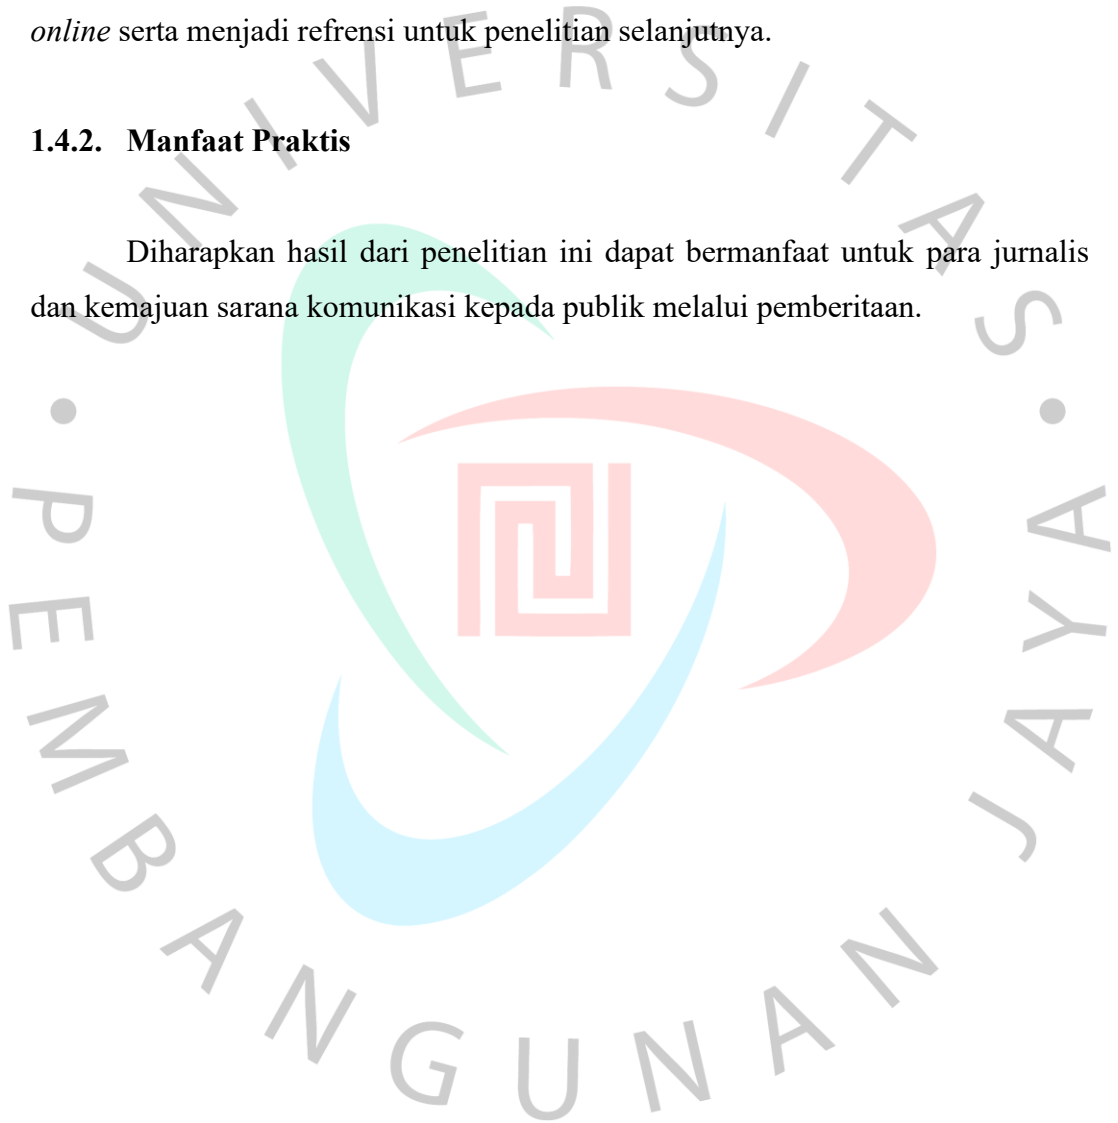 online serta menjadi refrensi untuk penelitian selanjutnya.
1.4.2. Manfaat Praktis
Diharapkan hasil dari penelitian ini dapat bermanfaat untuk para jurnalis
dan kemajuan sarana komunikasi kepada publik melalui pemberitaan.
UNIVERSITAS • PEMBANGUNAN JAYA •